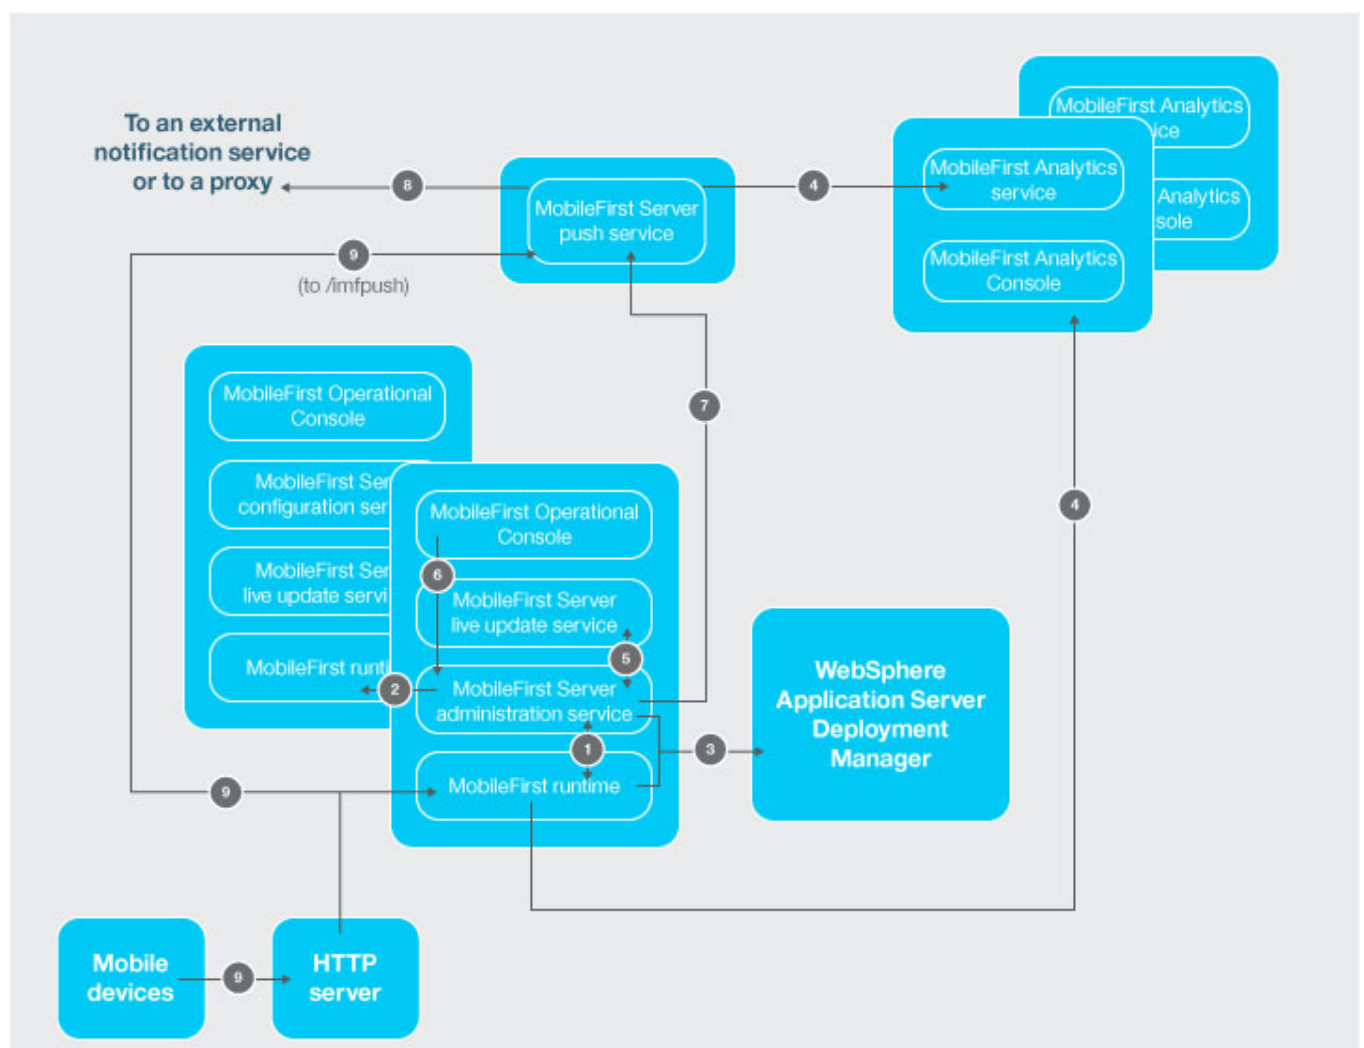 To an external
notification service
or to a proxy
8
MobileFirst Server
push service
4
MobileFirst Analytics
MobileFirst Analytics
service
Analytics
MobileFirst Analytics
Console
9
(to /imfpush)
MobileFirst Operational
Console
7
MobileFirst
configuration
MobileFirst
live update
MobileFirst
4
MobileFirst Operational
Console
6
MobileFirst Server
live update service
5
2
MobileFirst Server
administration service
1
3
MobileFirst runtime
WebSphere
Application Server
Deployment
Manager
9
Mobile
devices
9
HTTP
server